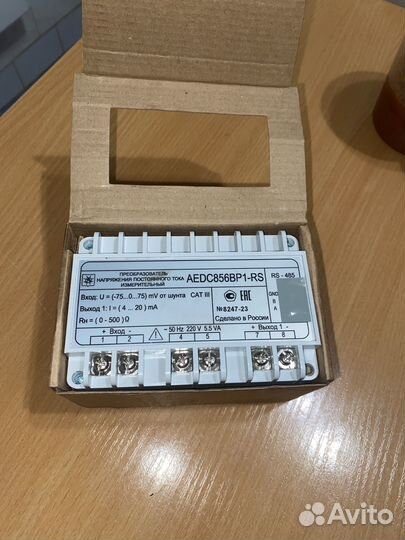 ПРЕОБРАЗОВАТЕЛЬ
НАПРЯЖЕНИЯ ПОСТОЯННОГО ТОКА
ИЗМЕРИТЕЛЬНЫЙ
AEDC856BP1-RS
RS - 485
Вход: U = (-75...0...75) mV от шунта CAT III
Выход 1: I = ( 4 ... 20 ) mA
Rн = ( 0 - 500 ) Ω
EAC
№8247-23
Сделано в России
GND
B
A
+ Вход -
~ 50 Hz 220 V 5.5 VA
+ Выход 1 -
1 2 4 5 7 8
Avito